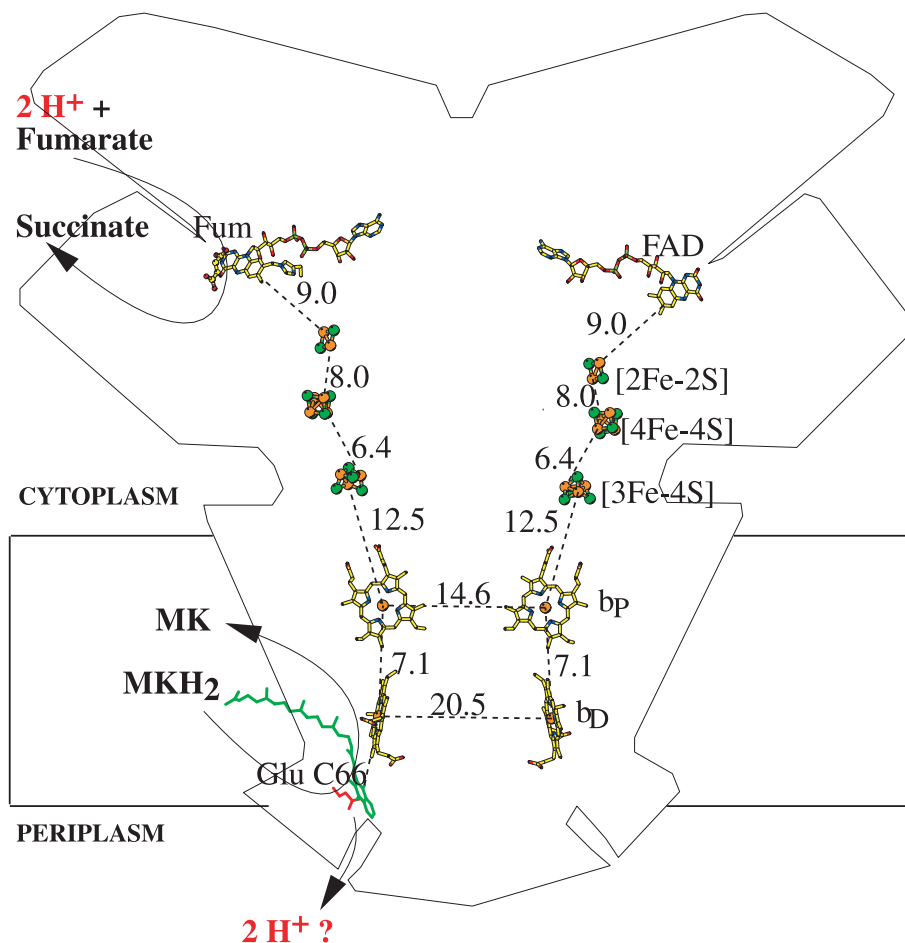 2 H+ +
Fumarate
Succinate
Fum
FAD
9.0
9.0
8.0
[2Fe-2S]
8.0
[4Fe-4S]
6.4
6.4
[3Fe-4S]
CYTOPLASM
12.5
12.5
14.6
bP
MK
7.1
7.1
MKH2
20.5
bD
Glu C66
PERIPLASM
2 H+ ?